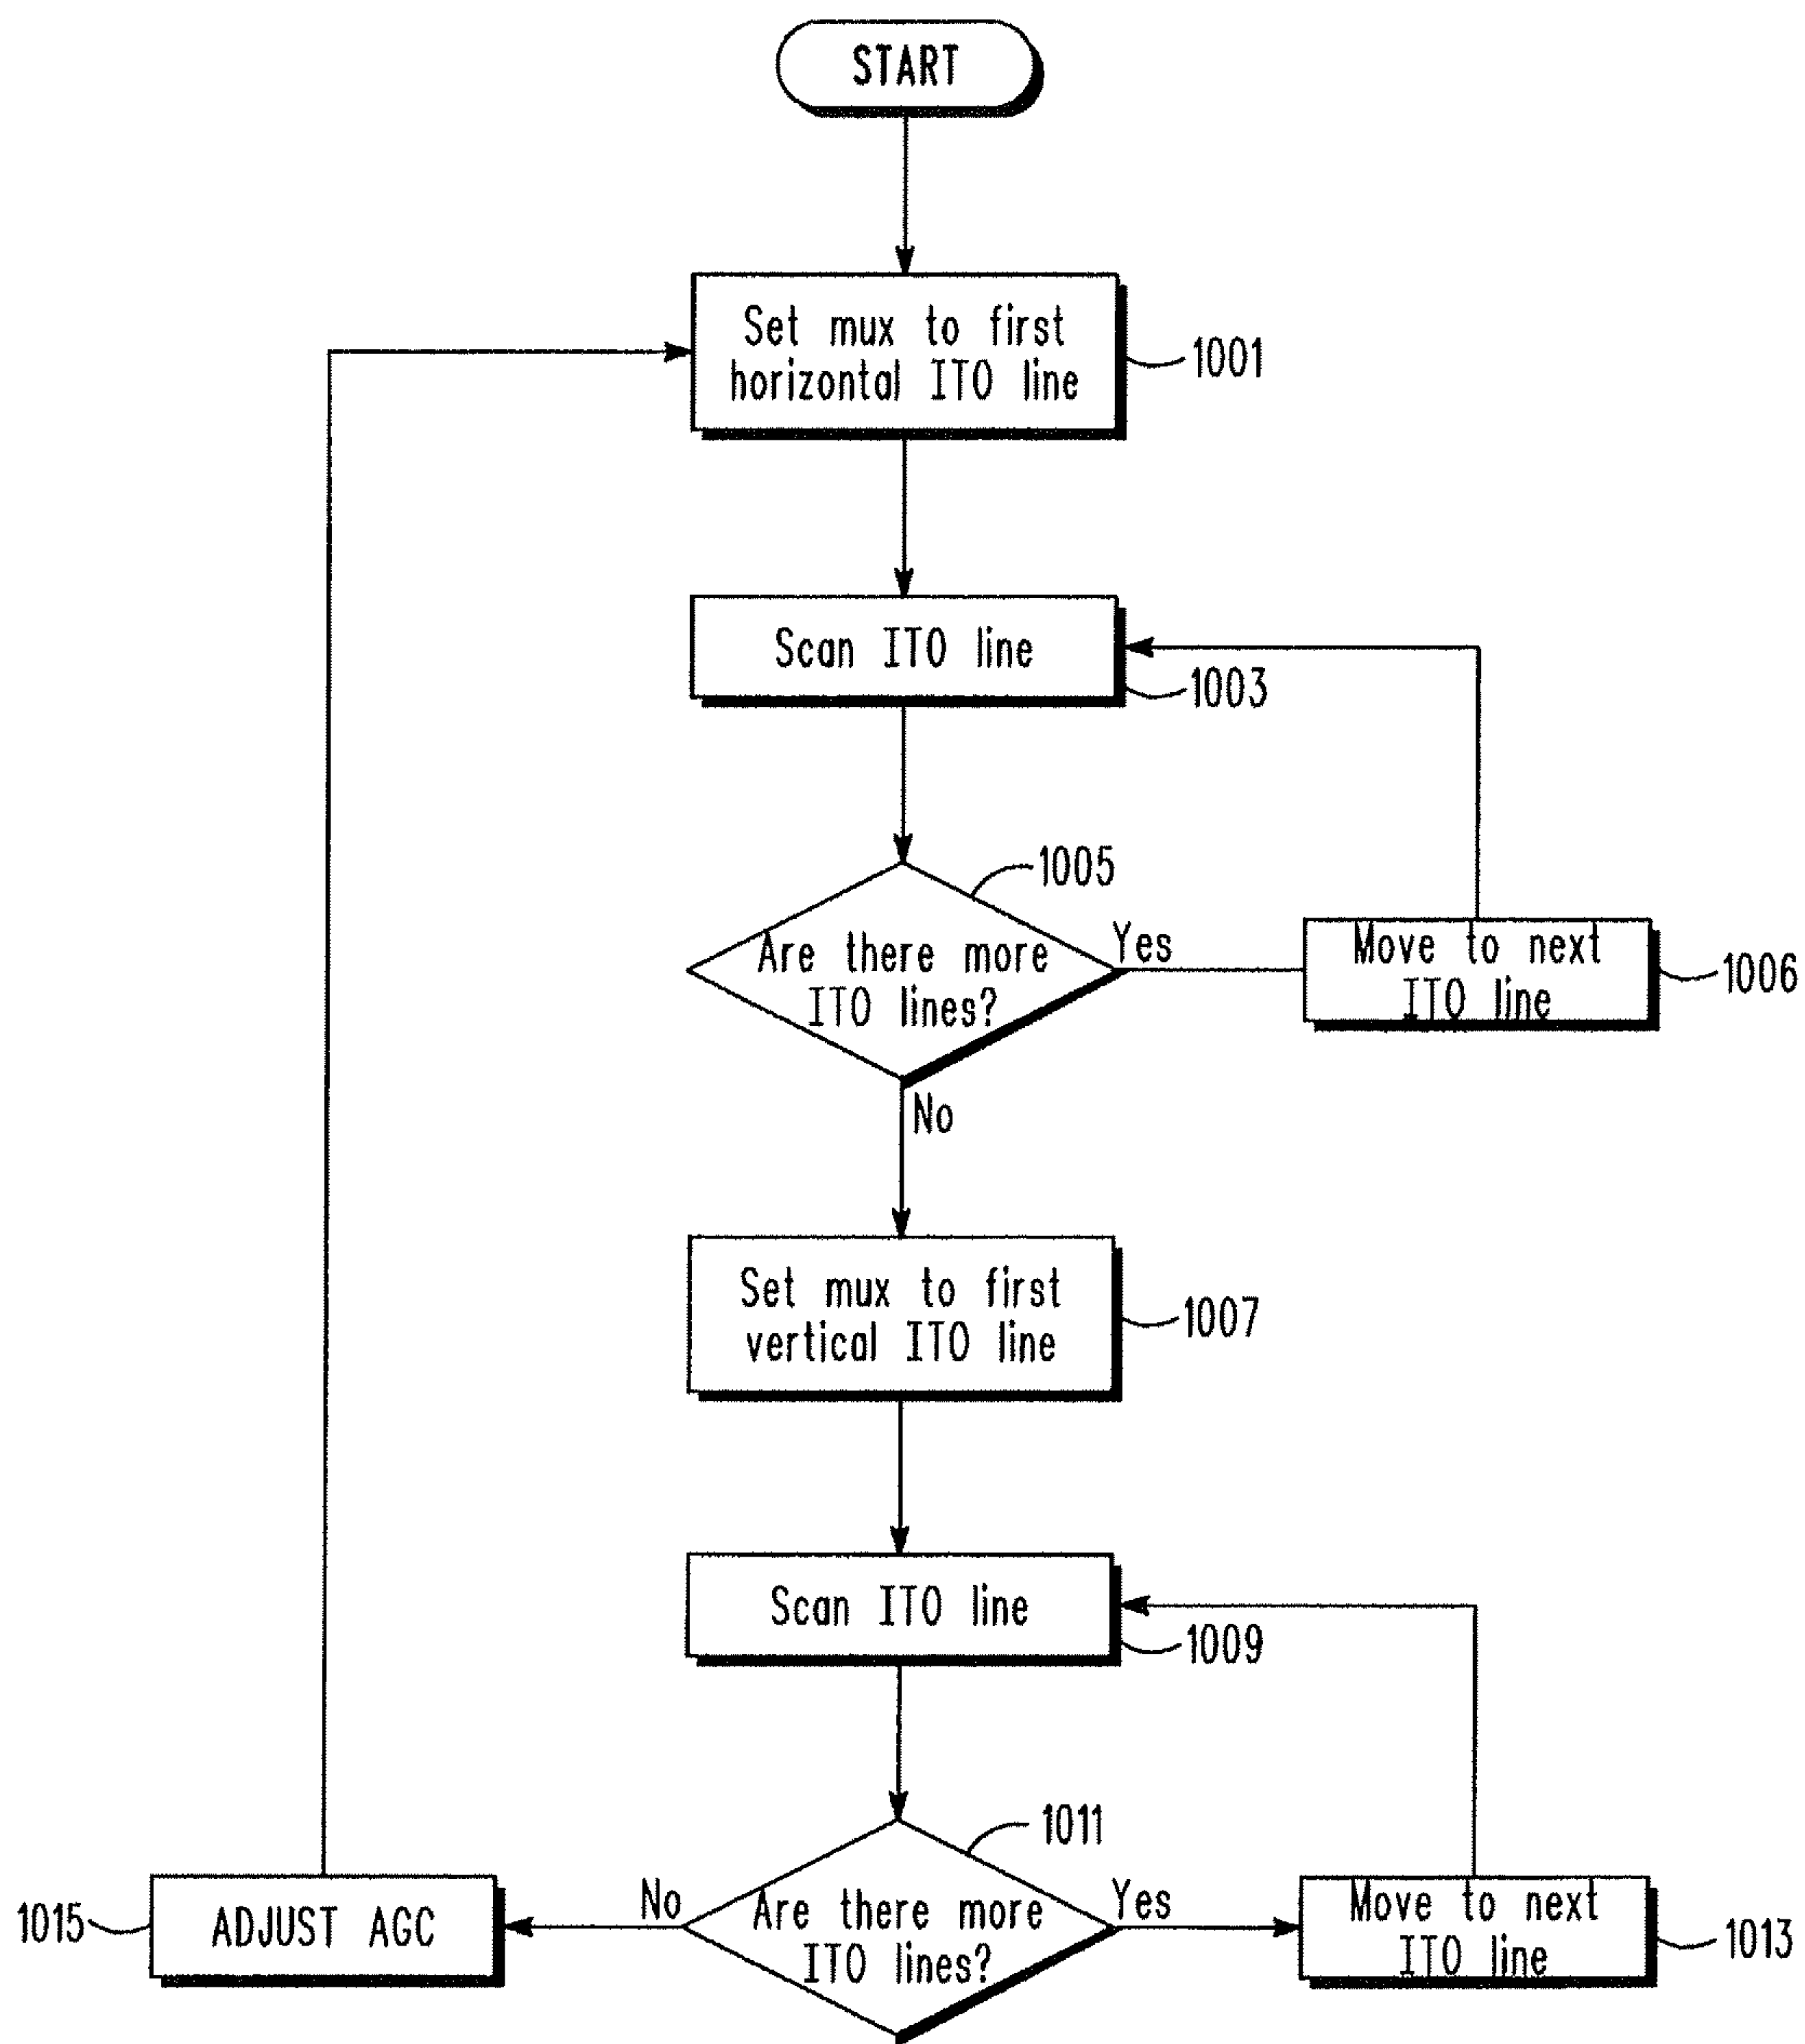 START
Set mux to first
horizontal ITO line
1001
Scan ITO line
1003
1005
Are there more
ITO lines?
Yes
Move to next
ITO line
1006
No
Set mux to first
vertical ITO line
1007
Scan ITO line
1009
1011
Are there more
ITO lines?
Yes
Move to next
ITO line
1013
No
ADJUST AGC
1015